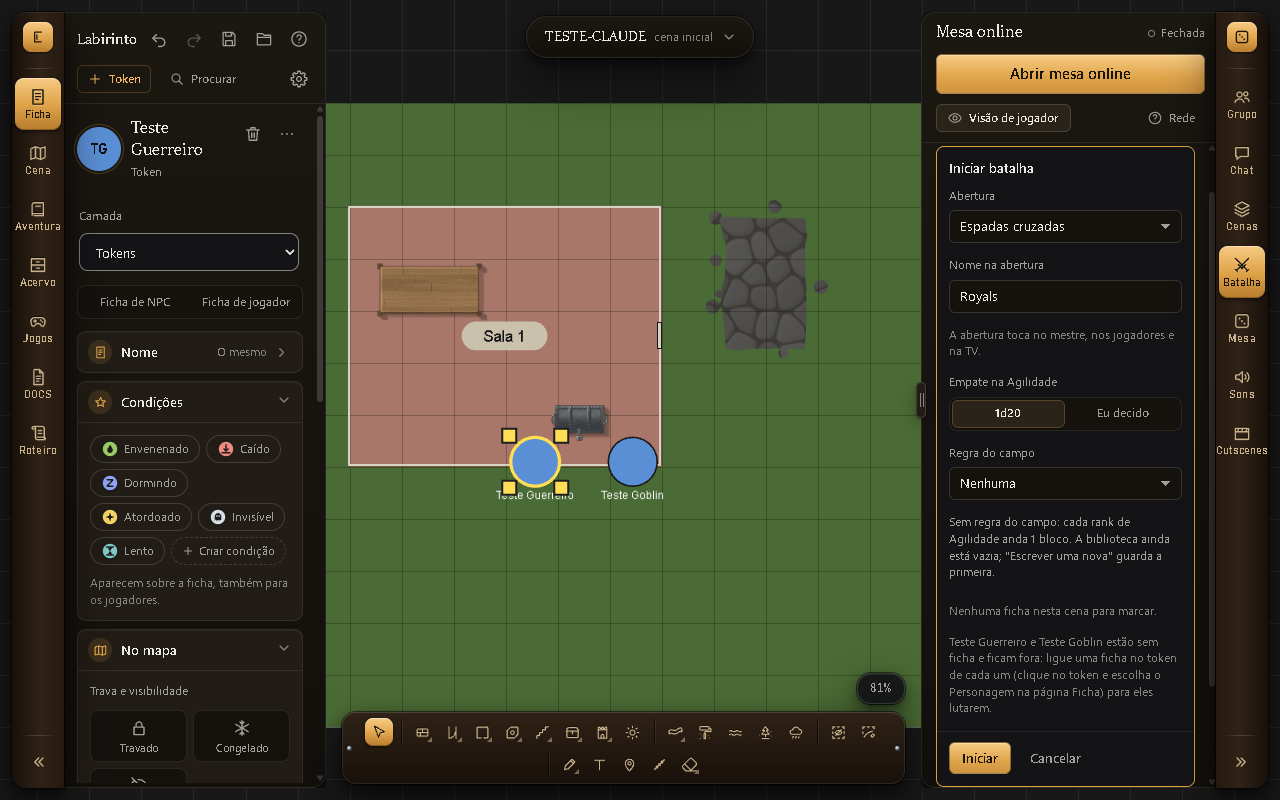 Labirinto
Token
Procurar
Ficha
Cena
Aventura
Acervo
Jogos
DOCS
Roteiro
TG
Teste
Guerreiro
Token
Camada
Tokens
Ficha de NPC
Ficha de jogador
Nome
O mesmo
Condições
Envenenado
Caído
Dormindo
Atordoado
Invisível
Lento
+ Criar condição
Aparecem sobre a ficha, também para
os jogadores.
No mapa
Trava e visibilidade
Travado
Congelado
TESTE-CLAUDE cena inicial
Sala 1
Teste Guerreiro
Teste Goblin
81%
Mesa online
Fechada
Abrir mesa online
Visão de jogador
Rede
Iniciar batalha
Abertura
Espadas cruzadas
Nome na abertura
Royals
A abertura toca no mestre, nos jogadores e
na TV.
Empate na Agilidade
1d20
Eu decido
Regra do campo
Nenhuma
Sem regra do campo: cada rank de
Agilidade anda 1 bloco. A biblioteca ainda
está vazia; "Escrever uma nova" guarda a
primeira.
Nenhuma ficha nesta cena para marcar.
Teste Guerreiro e Teste Goblin estão sem
ficha e ficam fora: ligue uma ficha no token
de cada um (clique no token e escolha o
Personagem na página Ficha) para eles
lutarem.
Iniciar
Cancelar
Grupo
Chat
Cenas
Batalha
Mesa
Sons
Cutscenes